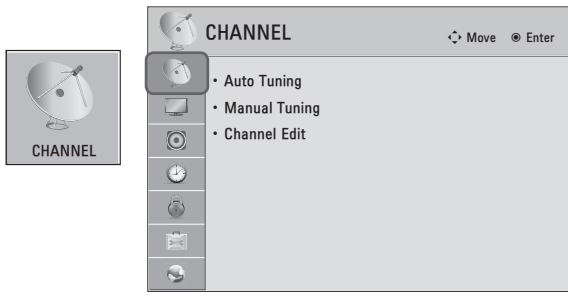 CHANNEL
CHANNEL Move Enter
• Auto Tuning
• Manual Tuning
• Channel Edit